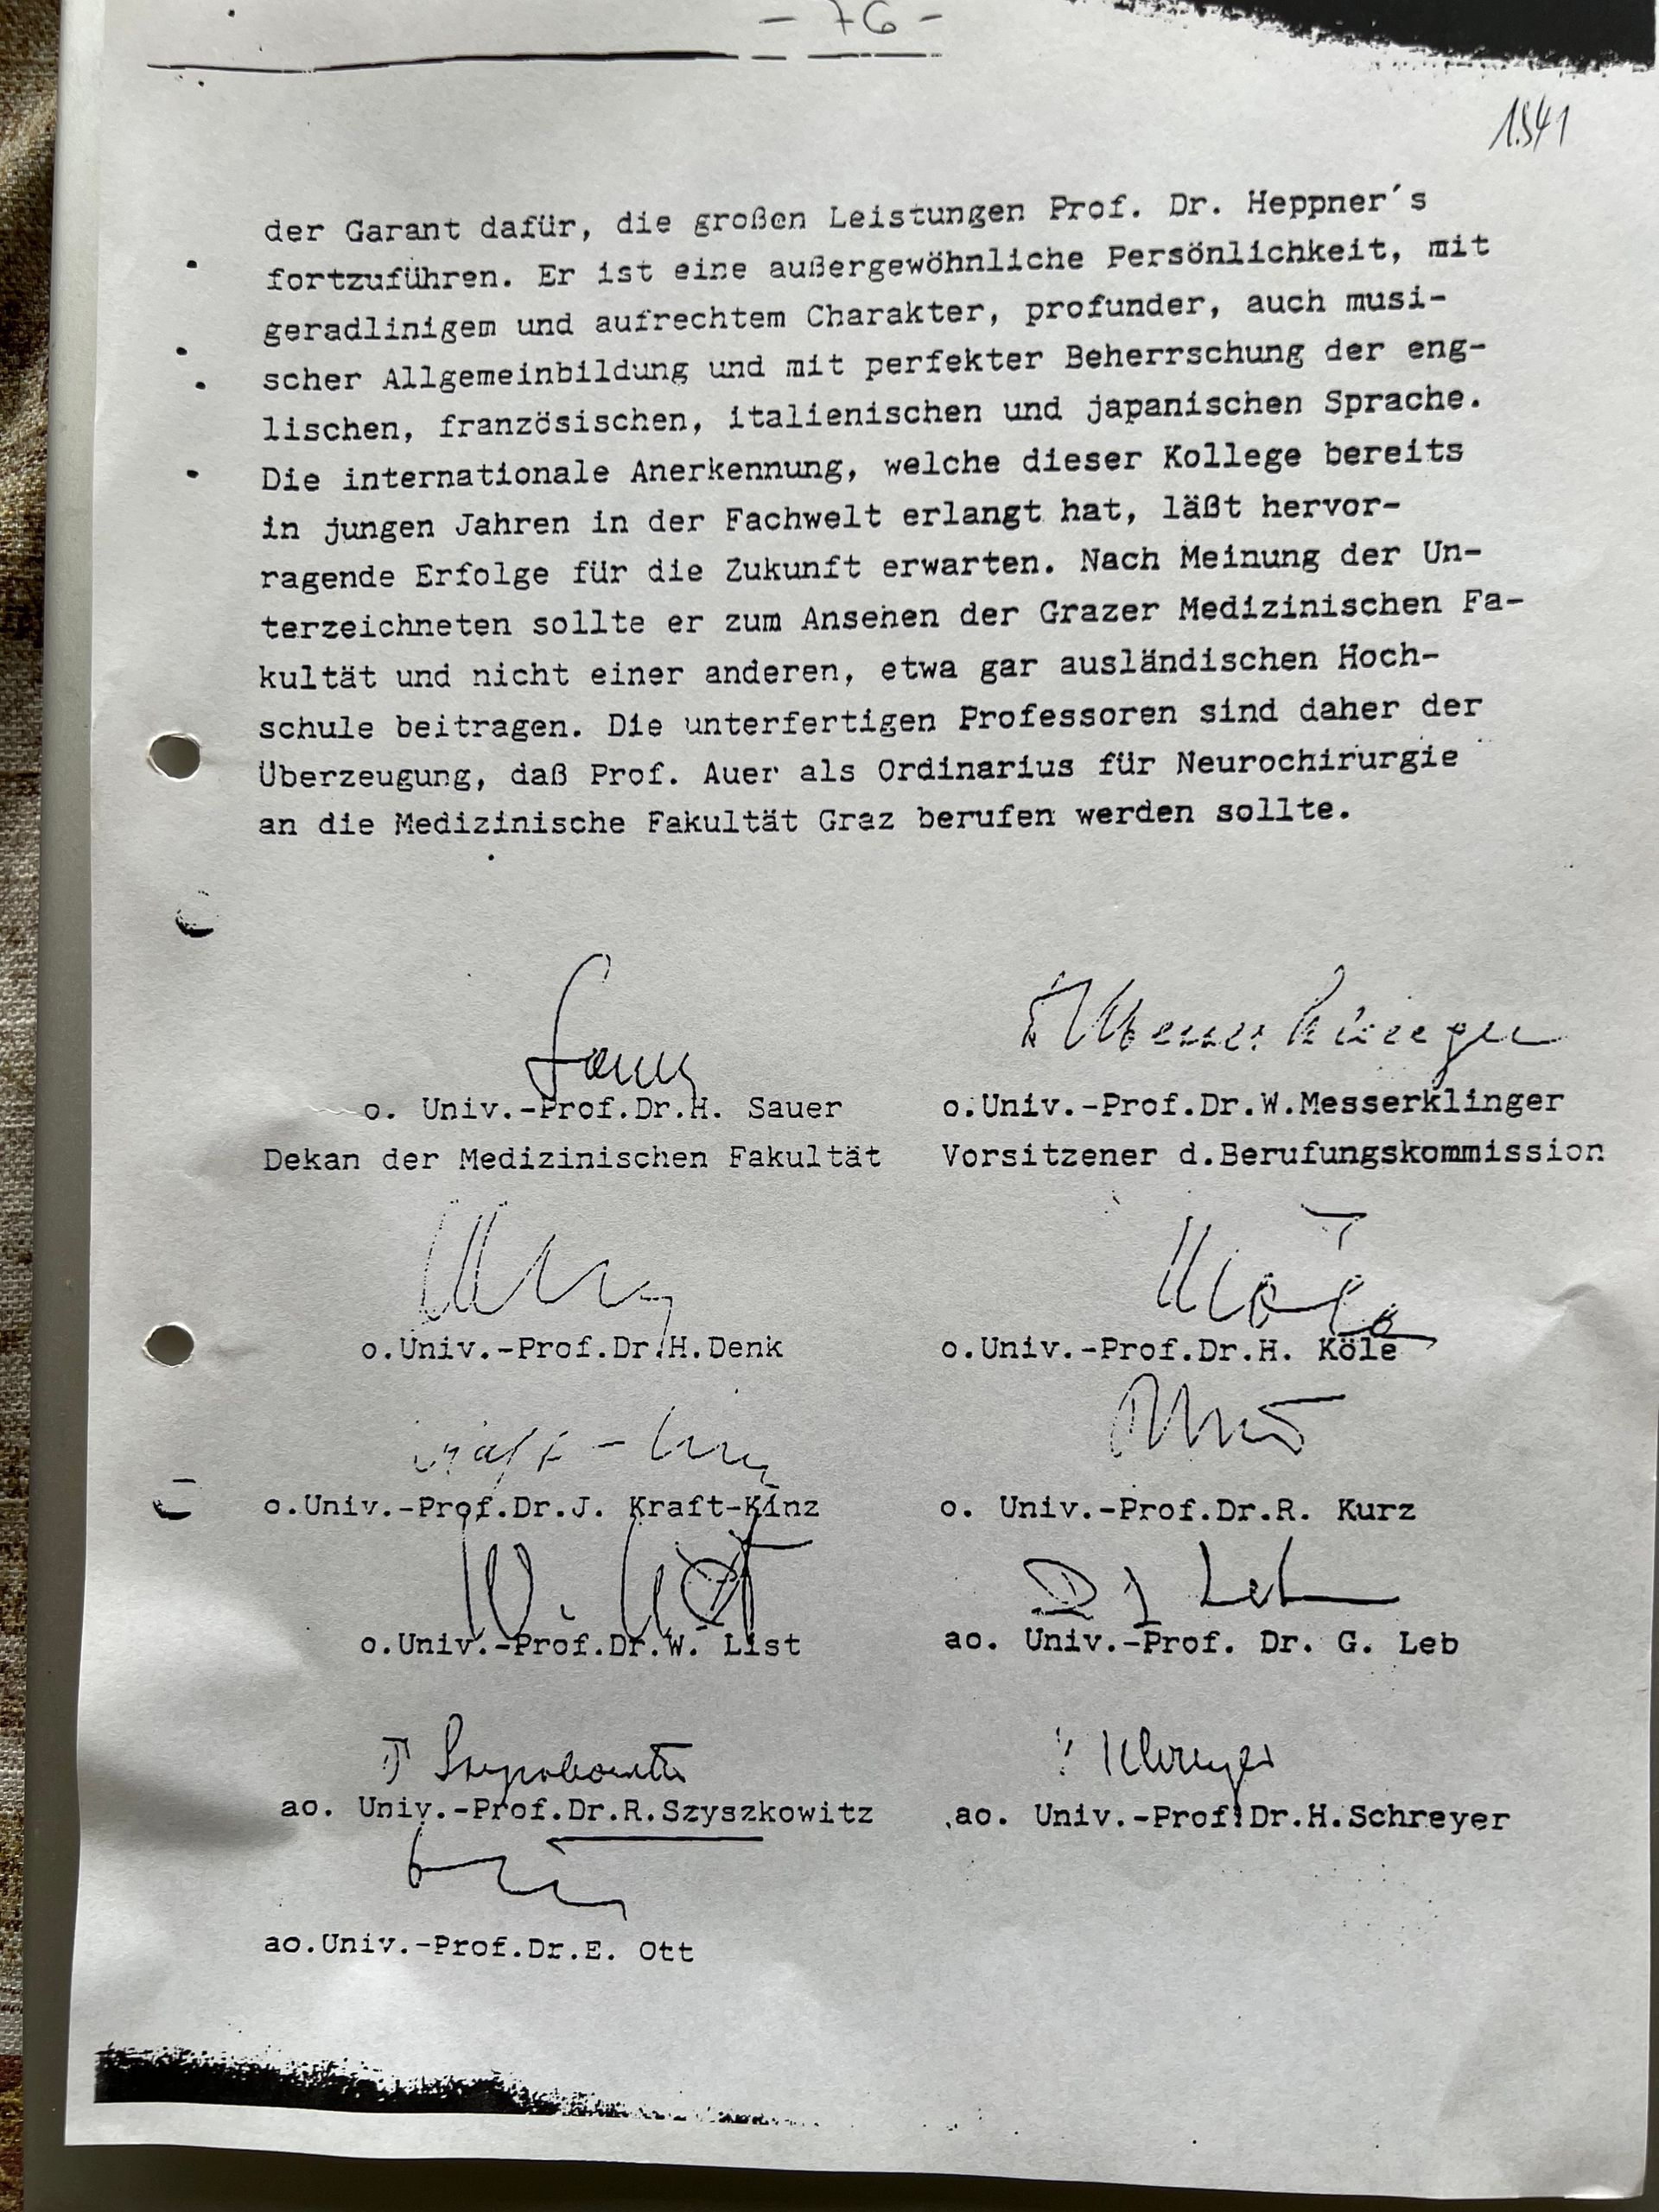 - 76 -
1541
der Garant dafür, die großen Leistungen Prof. Dr. Heppner´s
fortzuführen. Er ist eine außergewöhnliche Persönlichkeit, mit
geradlinigem und aufrechtem Charakter, profunder, auch musi-
scher Allgemeinbildung und mit perfekter Beherrschung der eng-
lischen, französischen, italienischen und japanischen Sprache.
Die internationale Anerkennung, welche dieser Kollege bereits
in jungen Jahren in der Fachwelt erlangt hat, läßt hervor-
ragende Erfolge für die Zukunft erwarten. Nach Meinung der Un-
terzeichneten sollte er zum Ansehen der Grazer Medizinischen Fa-
kultät und nicht einer anderen, etwa gar ausländischen Hoch-
schule beitragen. Die unterfertigen Professoren sind daher der
Überzeugung, daß Prof. Auer als Ordinarius für Neurochirurgie
an die Medizinische Fakultät Graz berufen werden sollte.
o. Univ.-Prof.Dr.H. Sauer
Dekan der Medizinischen Fakultät
o.Univ.-Prof.Dr.W.Messerklinger
Vorsitzener d.Berufungskommission
o.Univ.-Prof.Dr.H.Denk
o.Univ.-Prof.Dr.H. Köle
o.Univ.-Prof.Dr.J. Kraft-Kinz
o. Univ.-Prof.Dr.R. Kurz
o.Univ.-Prof.Dr.W. List
ao. Univ.-Prof. Dr. G. Leb
ao. Univ.-Prof.Dr.R.Szyszkowitz
ao. Univ.-Prof.Dr.H.Schreyer
ao.Univ.-Prof.Dr.E. Ott